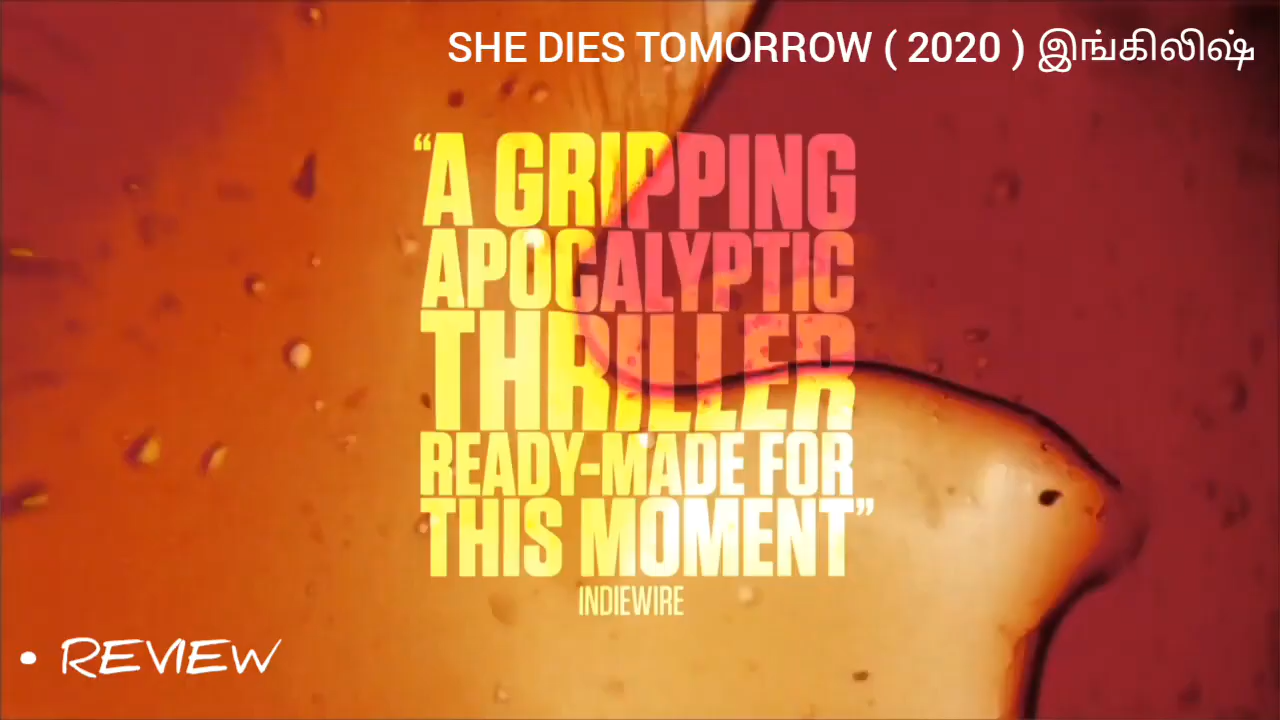 SHE DIES TOMORROW ( 2020 ) இங்கிலிஷ்
“A GRIPPING
APOCALYPTIC
THRILLER
READY-MADE FOR
THIS MOMENT”
INDIEWIRE
• REVIEW